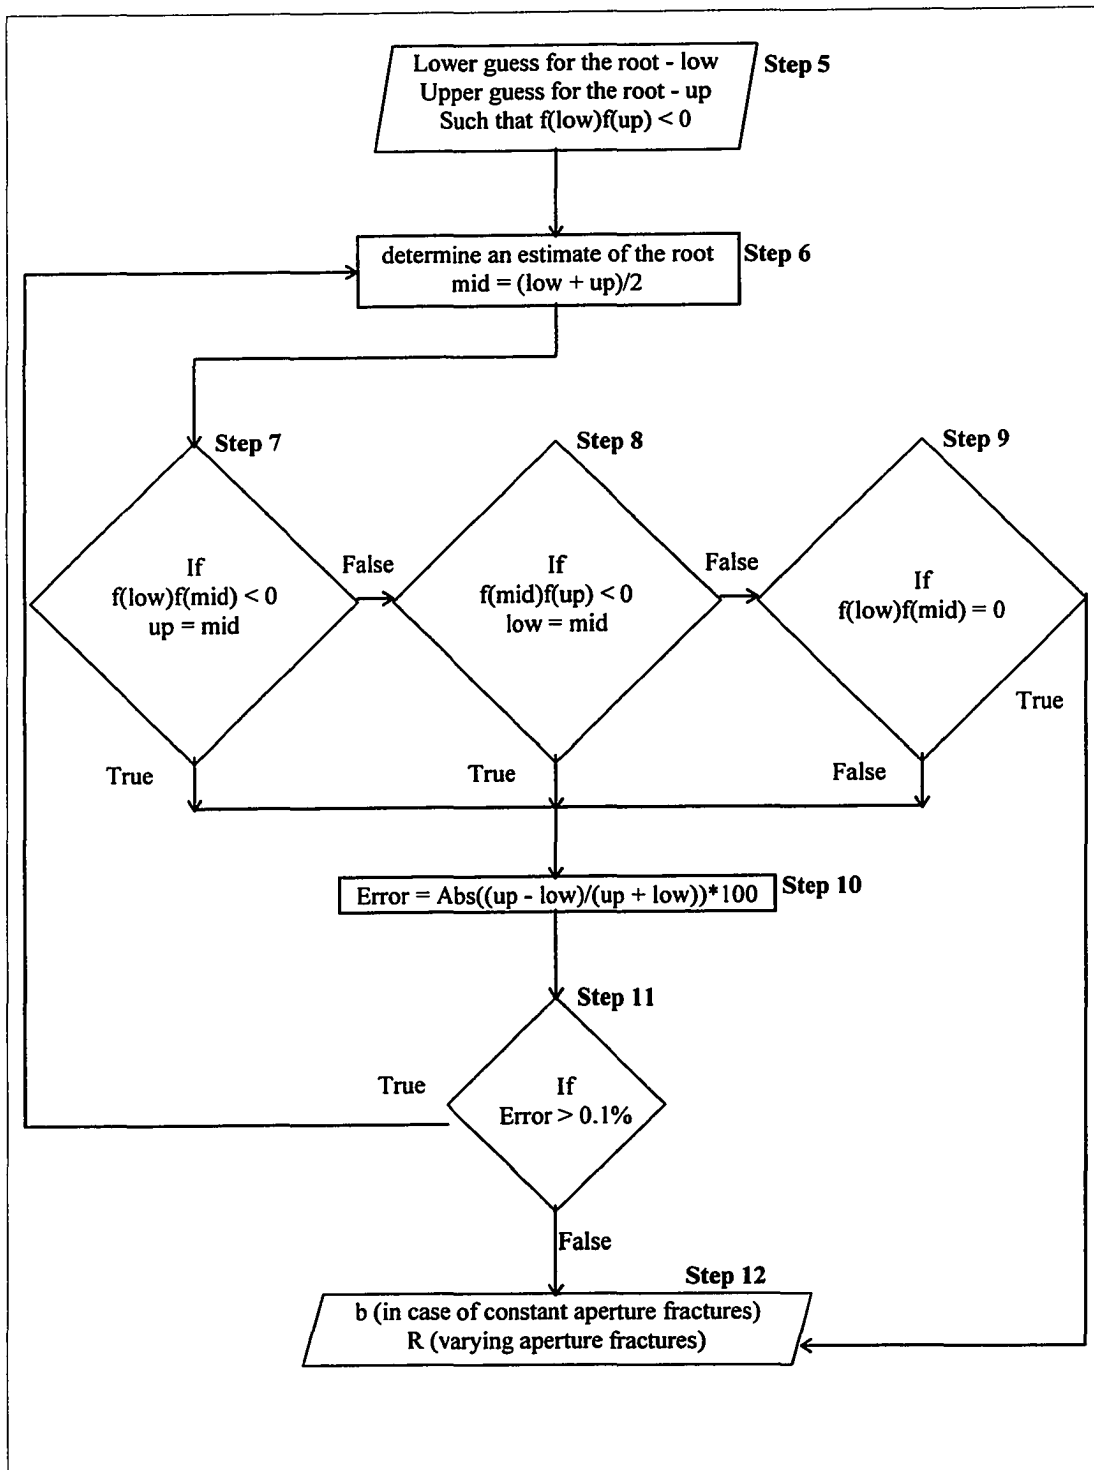 Lower guess for the root - low
Upper guess for the root - up
Such that f(low)f(up) < 0
Step 5
determine an estimate of the root
mid = (low + up)/2
Step 6
Step 7
If
f(low)f(mid) < 0
up = mid
False
True
Step 8
If
f(mid)f(up) < 0
low = mid
False
True
Step 9
If
f(low)f(mid) = 0
True
False
Error = Abs((up - low)/(up + low))*100
Step 10
Step 11
If
Error > 0.1%
True
False
Step 12
b (in case of constant aperture fractures)
R (varying aperture fractures)